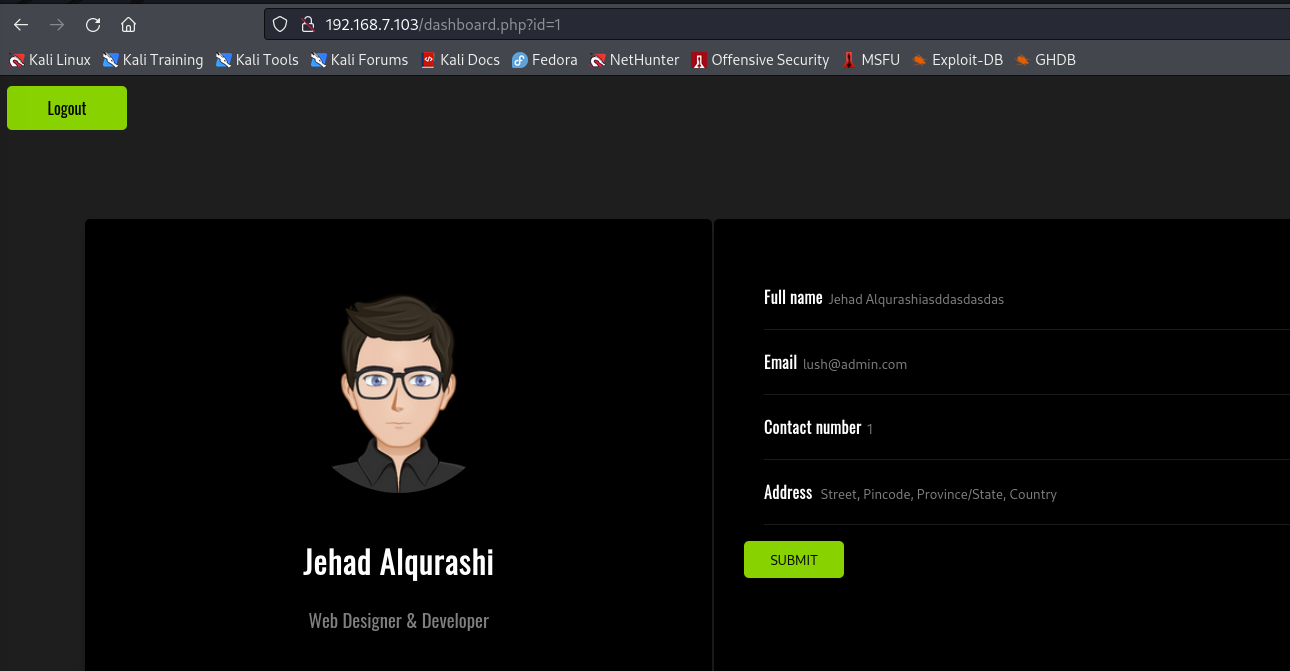 192.168.7.103/dashboard.php?id=1
Kali Linux Kali Training Kali Tools Kali Forums Kali Docs Fedora NetHunter Offensive Security MSFU Exploit-DB GHDB
Logout
Jehad Alqurashi
Web Designer & Developer
Full name Jehad Alqurashiasddasdasdas
Email lush@admin.com
Contact number 1
Address Street, Pincode, Province/State, Country
SUBMIT